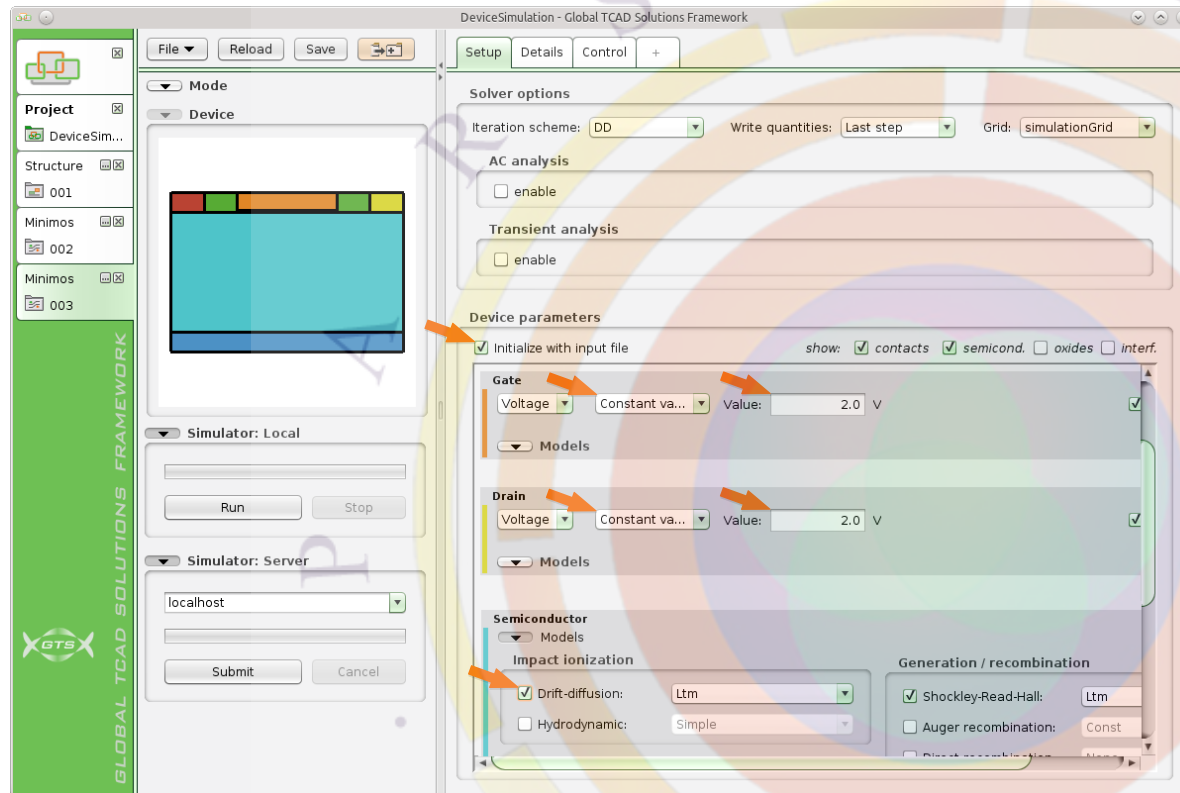 DeviceSimulation - Global TCAD Solutions Framework
File Reload Save
Setup Details Control +
Project
DeviceSim...
Structure
001
Minimos
002
Minimos
003
GLOBAL TCAD SOLUTIONS FRAMEWORK
GTS
Mode
Device
Simulator: Local
Run Stop
Simulator: Server
localhost
Submit Cancel
Solver options
Iteration scheme: DD Write quantities: Last step Grid: simulationGrid
AC analysis
enable
Transient analysis
enable
Device parameters
Initialize with input file show: contacts semicond. oxides interf.
Gate
Voltage Constant va... Value: 2.0 V
Models
Drain
Voltage Constant va... Value: 2.0 V
Models
Semiconductor
Models
Impact ionization
Drift-diffusion: Ltm
Hydrodynamic: Simple
Generation / recombination
Shockley-Read-Hall: Ltm
Auger recombination: Const